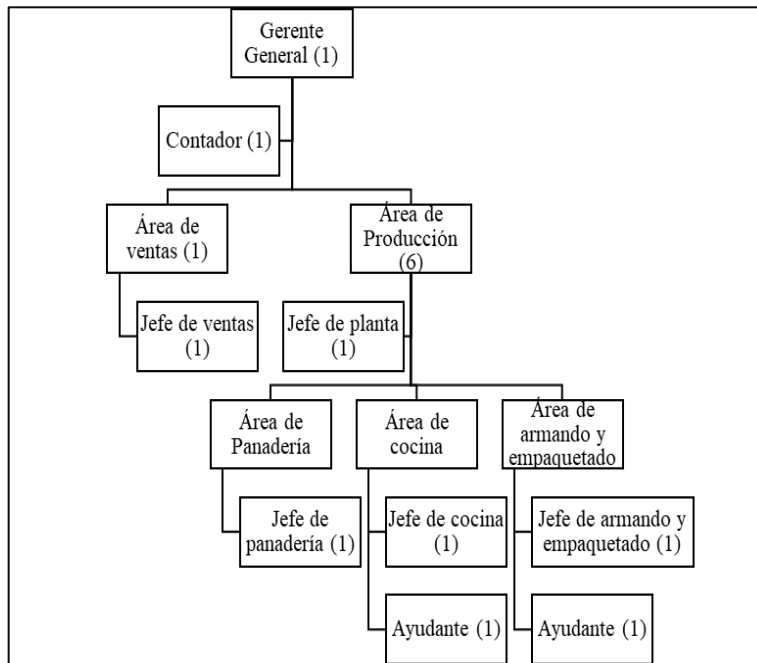 Gerente
General (1)
Contador (1)
Área de
ventas (1)
Área de
Producción
(6)
Jefe de ventas
(1)
Jefe de planta
(1)
Área de
Panadería
Área de
cocina
Área de
armando y
empaquetado
Jefe de
panadería (1)
Jefe de cocina
(1)
Jefe de armando y
empaquetado (1)
Ayudante (1)
Ayudante (1)